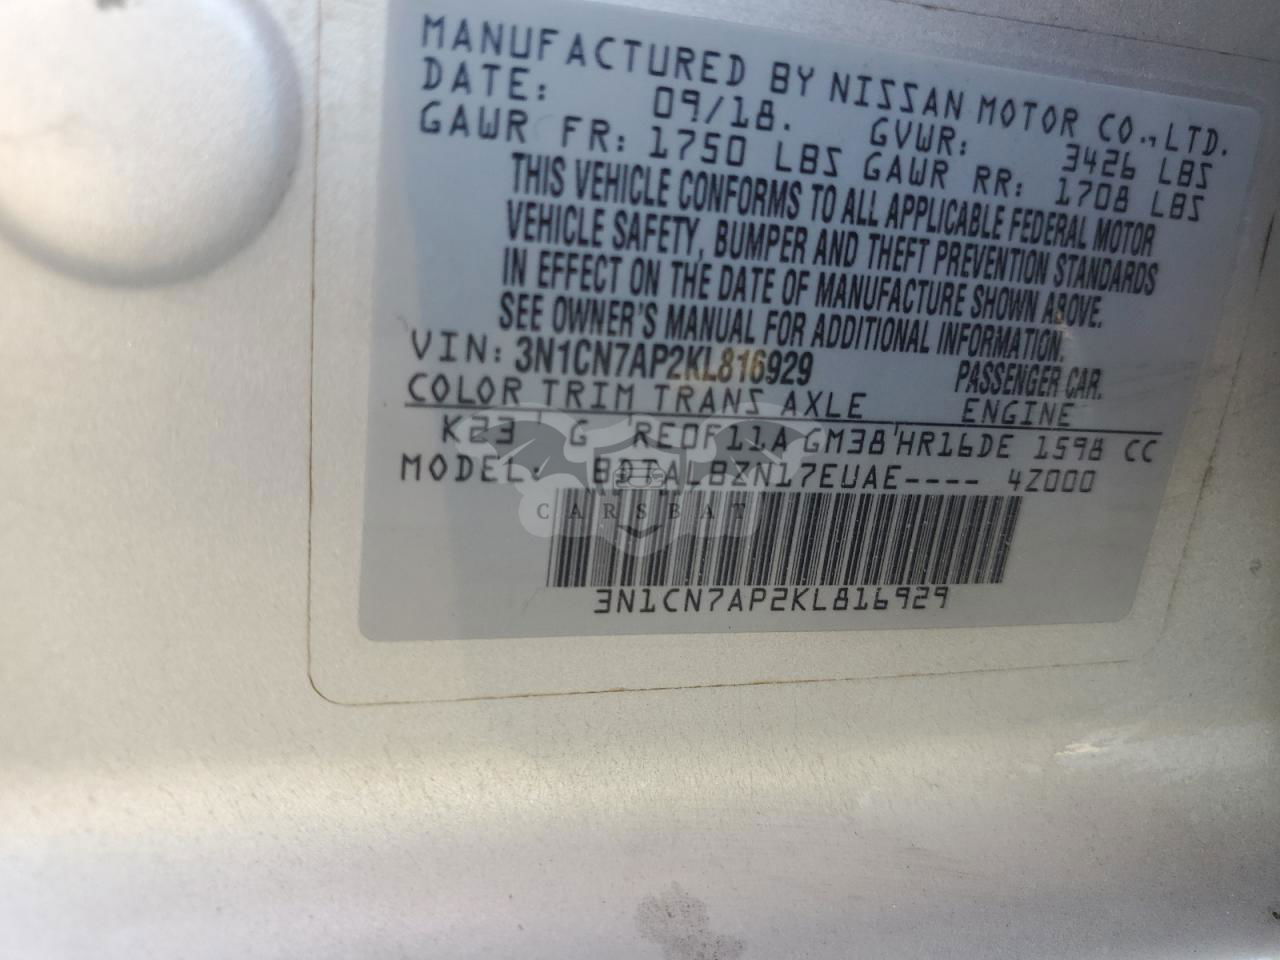 MANUFACTURED BY NISSAN MOTOR CO.,LTD.
DATE: 09/18. GVWR: 3426 LBS
GAWR FR: 1750 LBS GAWR RR: 1708 LBS
THIS VEHICLE CONFORMS TO ALL APPLICABLE FEDERAL MOTOR
VEHICLE SAFETY, BUMPER AND THEFT PREVENTION STANDARDS
IN EFFECT ON THE DATE OF MANUFACTURE SHOWN ABOVE.
SEE OWNER'S MANUAL FOR ADDITIONAL INFORMATION.
VIN: 3N1CN7AP2KL816929 PASSENGER CAR.
COLOR TRIM TRANS AXLE ENGINE
K23 G RE0F11A GM38 HR16DE 1598 CC
MODEL: BDTALBZN17EUAE---- 4Z000
CARSBAT
3N1CN7AP2KL816929